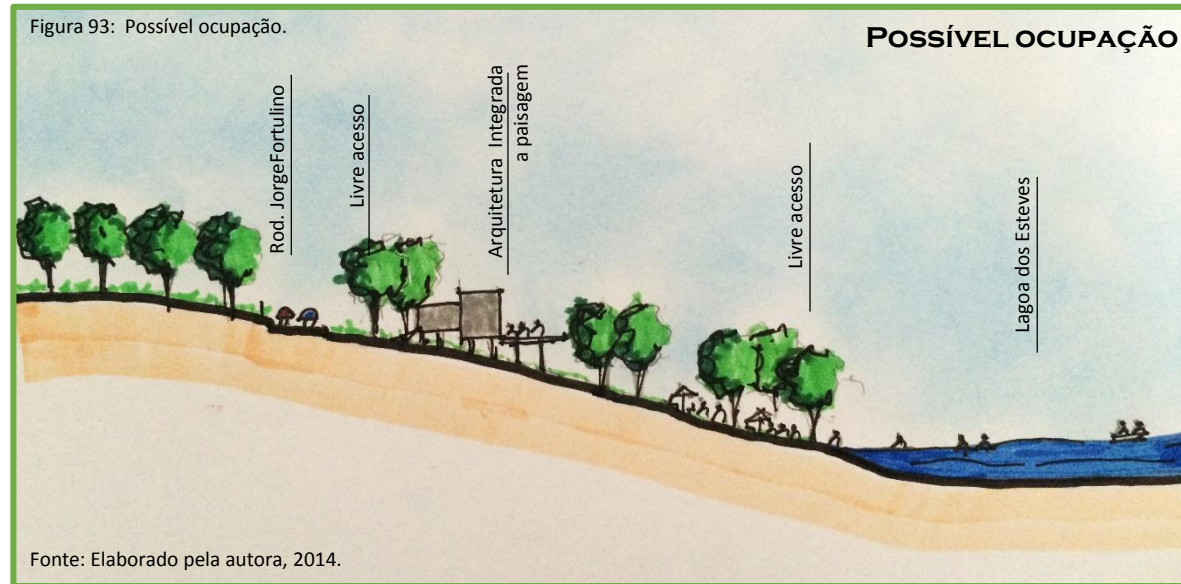 Figura 93:  Possível ocupação.
POSSÍVEL OCUPAÇÃO
Rod. JorgeFortulino
Livre acesso
Arquitetura  Integrada
a paisagem
Livre acesso
Lagoa dos Esteves
Fonte: Elaborado pela autora, 2014.